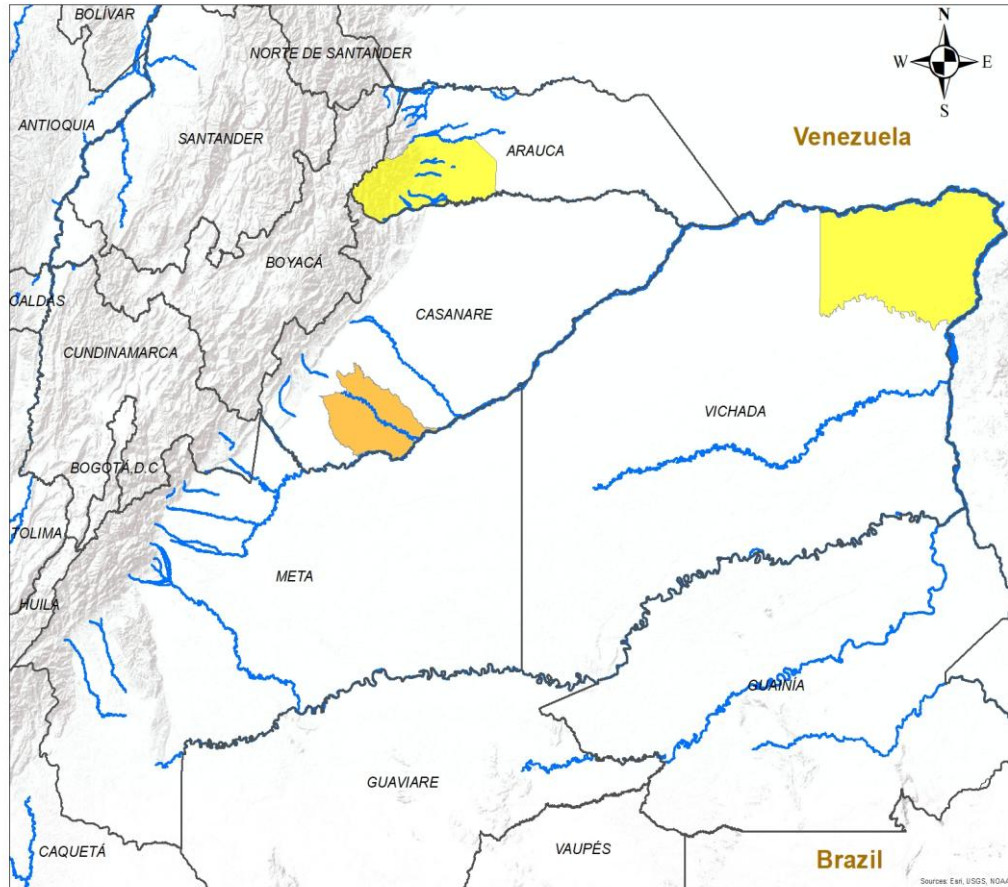 BOLÍVAR
N
NORTE DE SANTANDER
W
E
S
ANTIOQUIA
SANTANDER
ARAUCA
Venezuela
BOYACÁ
CALDAS
CASANARE
CUNDINAMARCA
VICHADA
BOGOTÁ, D.C
TOLIMA
META
HUILA
GUAINÍA
GUAVIARE
CAQUETÁ
VAUPÉS
Brazil
Sources: Esri, USGS, NOAA